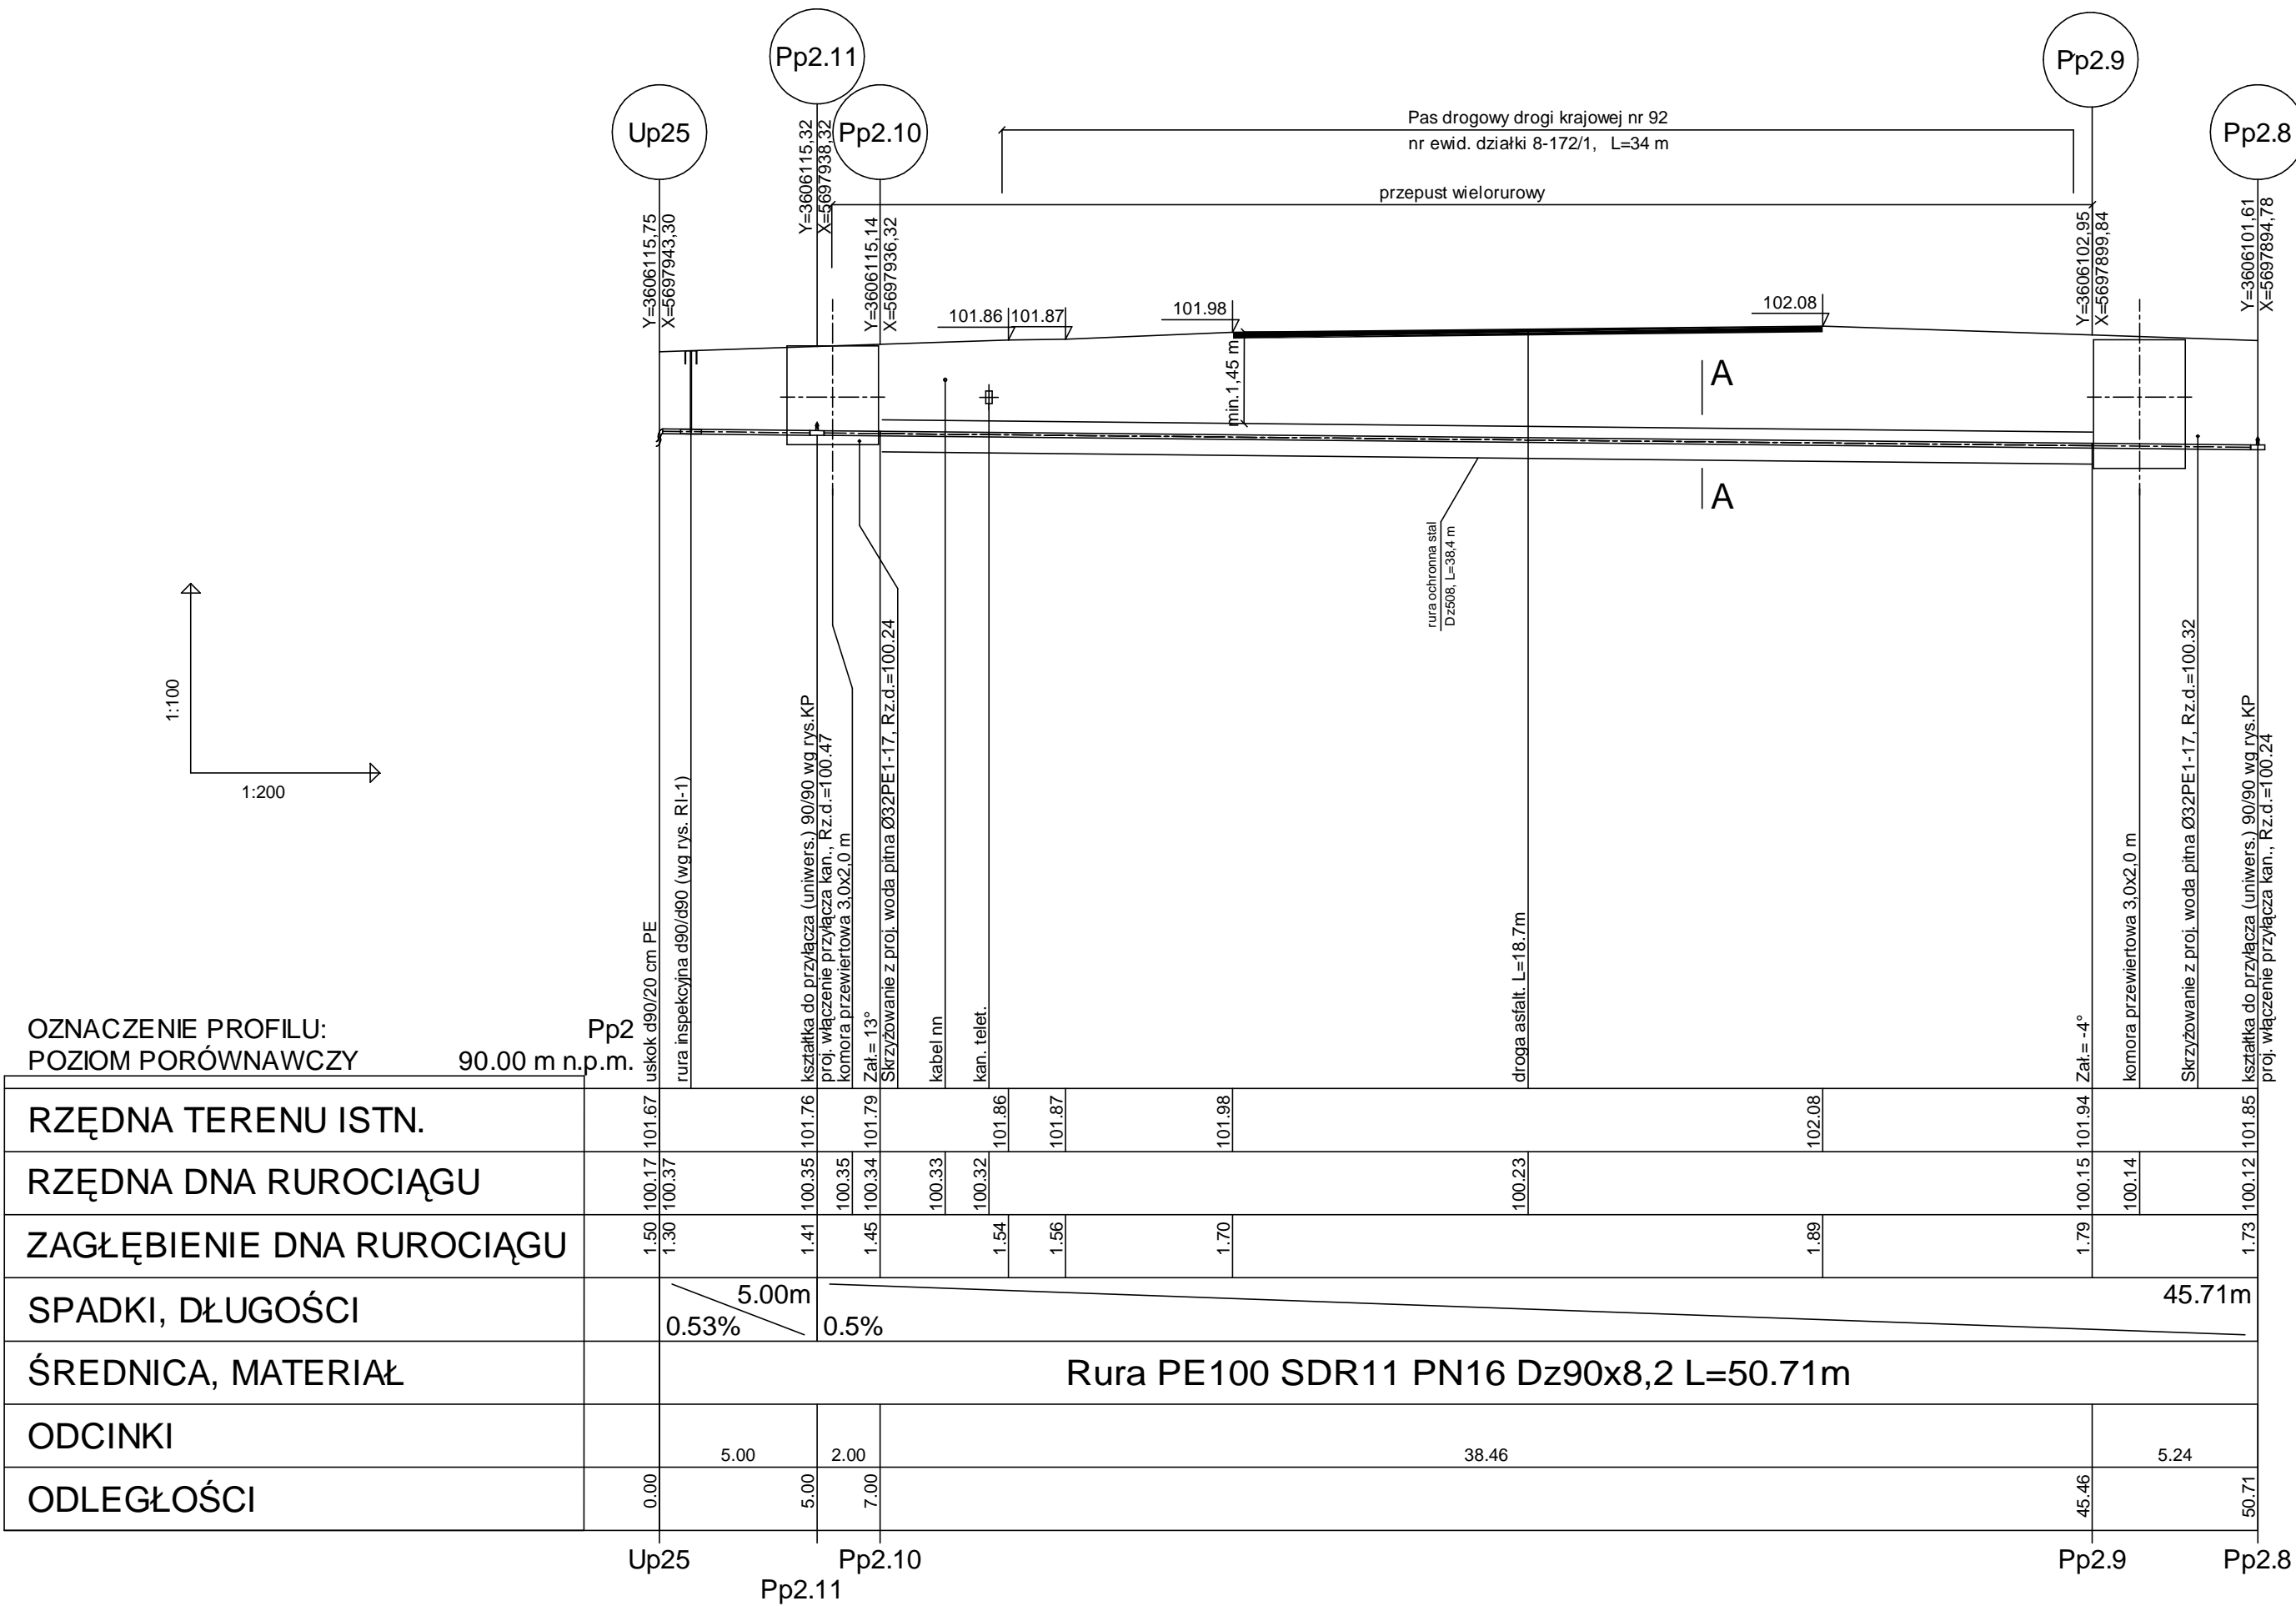 Pp2.11
Pp2.9
Up25
Pp2.10
Pp2.8
Pas drogowy drogi krajowej nr 92
nr ewid. działki 8-172/1, L=34 m
przepust wielorurowy
Y=3606115,75
X=5697943,30
Y=3606115,32
X=5697938,32
Y=3606115,14
X=5697936,32
Y=3606102,95
X=5697899,84
Y=3606101,61
X=5697894,78
101.86
101.87
101.98
102.08
min.1,45 m
A
A
rura ochronna stal
Dz508, L=38,4 m
1:100
1:200
uskok d90/20 cm PE
rura inspekcyjna d90/d90 (wg rys. RI-1)
kształtka do przyłącza (uniwers.) 90/90 wg rys.KP
proj. włączenie przyłącza kan., Rz.d.=100.47
komora przewiertowa 3,0x2,0 m
Zał.= 13°
Skrzyżowanie z proj. woda pitna Ø32PE1-17, Rz.d.=100.24
kabel nn
kan. telet.
droga asfalt. L=18.7m
Zał.= -4°
komora przewiertowa 3,0x2,0 m
Skrzyżowanie z proj. woda pitna Ø32PE1-17, Rz.d.=100.32
kształtka do przyłącza (uniwers.) 90/90 wg rys.KP
proj. włączenie przyłącza kan., Rz.d.=100.24
OZNACZENIE PROFILU: Pp2
POZIOM PORÓWNAWCZY 90.00 m n.p.m.
RZĘDNA TERENU ISTN. 101.67 101.76 101.79 101.86 101.87 101.98 102.08 101.94 101.85
RZĘDNA DNA RUROCIĄGU 100.17 100.37 100.35 100.35 100.34 100.33 100.32 100.23 100.15 100.14 100.12
ZAGŁĘBIENIE DNA RUROCIĄGU 1.50 1.30 1.41 1.45 1.54 1.56 1.70 1.89 1.79 1.73
SPADKI, DŁUGOŚCI 0.53% 5.00m 0.5% 45.71m
ŚREDNICA, MATERIAŁ Rura PE100 SDR11 PN16 Dz90x8,2 L=50.71m
ODCINKI 5.00 2.00 38.46 5.24
ODLEGŁOŚCI 0.00 5.00 7.00 45.46 50.71
Up25 Pp2.10 Pp2.9 Pp2.8
Pp2.11